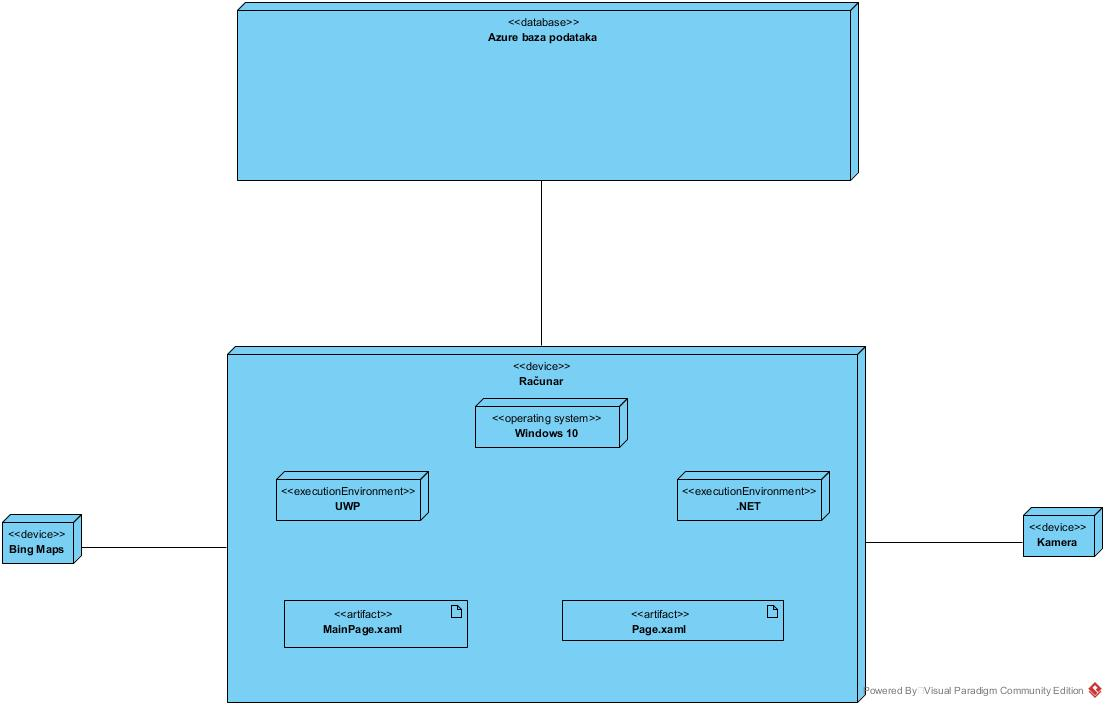 <<database>>
Azure baza podataka
<<device>>
Računar
<<operating system>>
Windows 10
<<executionEnvironment>>
UWP
<<executionEnvironment>>
.NET
<<device>>
Bing Maps
<<device>>
Kamera
<<artifact>>
MainPage.xaml
<<artifact>>
Page.xaml
Powered By Visual Paradigm Community Edition